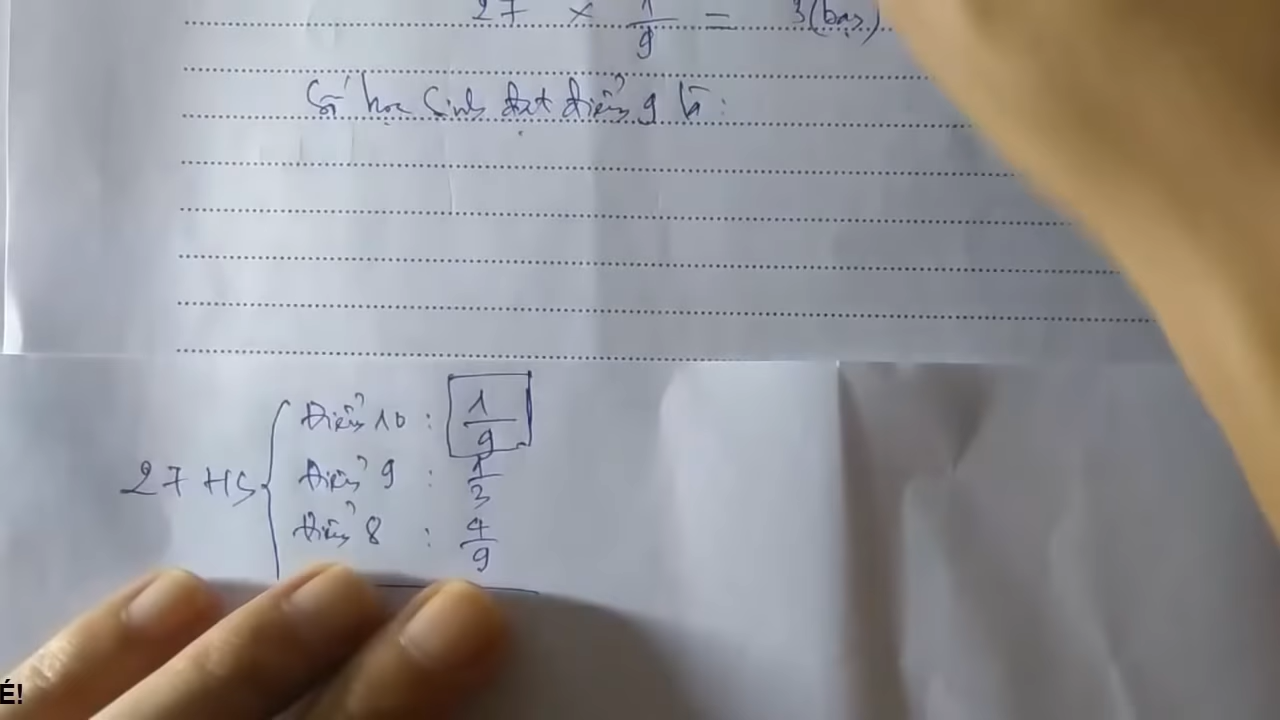 27 × 1/9 = 3 (bạn)
Số học sinh đạt điểm 9 là:
27 HS
Điểm 10 : 1/9
Điểm 9 : 1/3
Điểm 8 : 4/9
É!